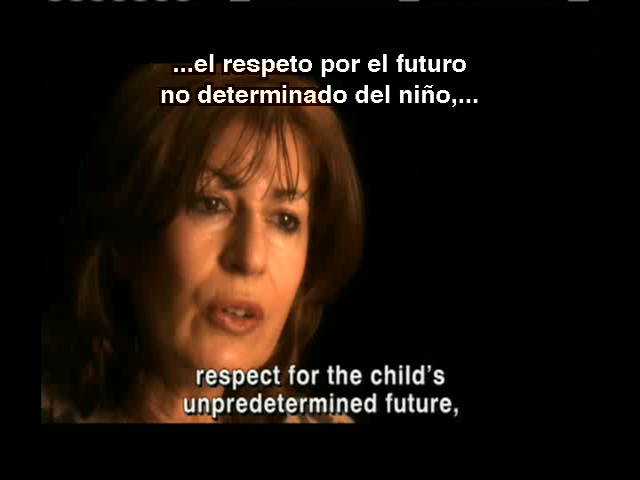 ...el respeto por el futuro
no determinado del niño,...
respect for the child's
unpredetermined future,